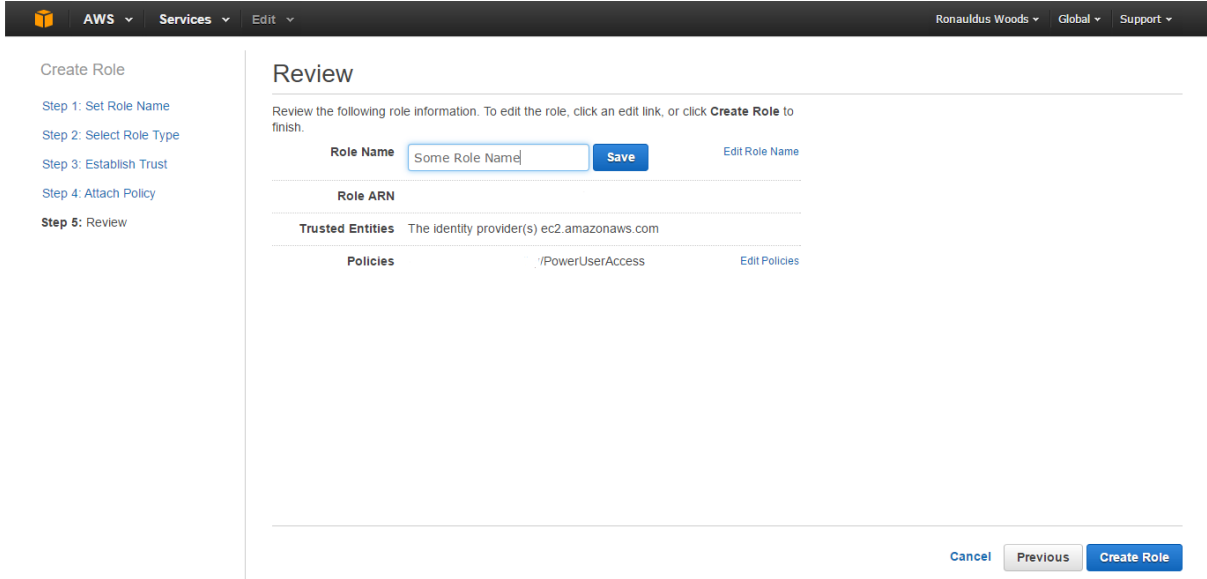 AWS Services Edit Ronauldus Woods Global Support
Create Role
Step 1: Set Role Name
Step 2: Select Role Type
Step 3: Establish Trust
Step 4: Attach Policy
Step 5: Review
Review
Review the following role information. To edit the role, click an edit link, or click Create Role to
finish.
Role Name Some Role Name Save Edit Role Name
Role ARN
Trusted Entities The identity provider(s) ec2.amazonaws.com
Policies /PowerUserAccess Edit Policies
Cancel Previous Create Role